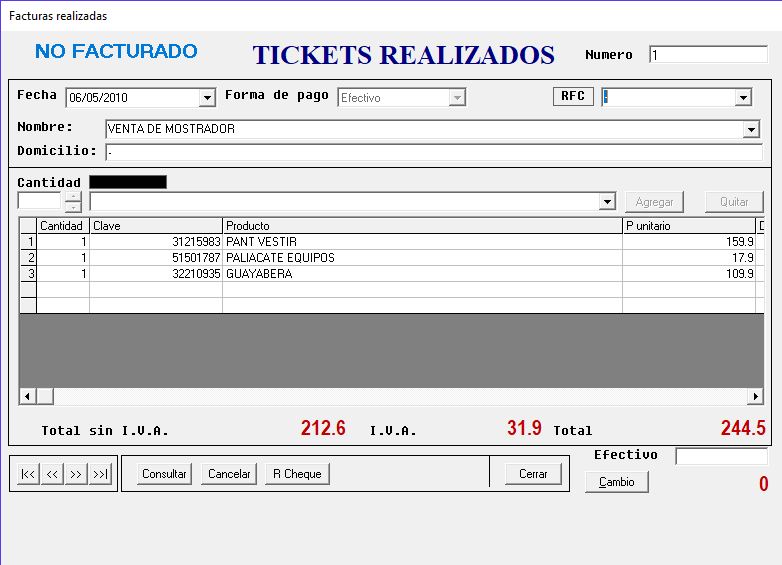 Facturas realizadas
NO FACTURADO TICKETS REALIZADOS Numero 1
Fecha 06/05/2010 Forma de pago Efectivo RFC -
Nombre: VENTA DE MOSTRADOR
Domicilio: .
Cantidad
Agregar Quitar
Cantidad Clave Producto P unitario D
1 1 31215983 PANT VESTIR 159.9
2 1 51501787 PALIACATE EQUIPOS 17.9
3 1 32210935 GUAYABERA 109.9
Total sin I.V.A. 212.6 I.V.A. 31.9 Total 244.5
Efectivo
|<< << >> >>| Consultar Cancelar R Cheque Cerrar Cambio 0